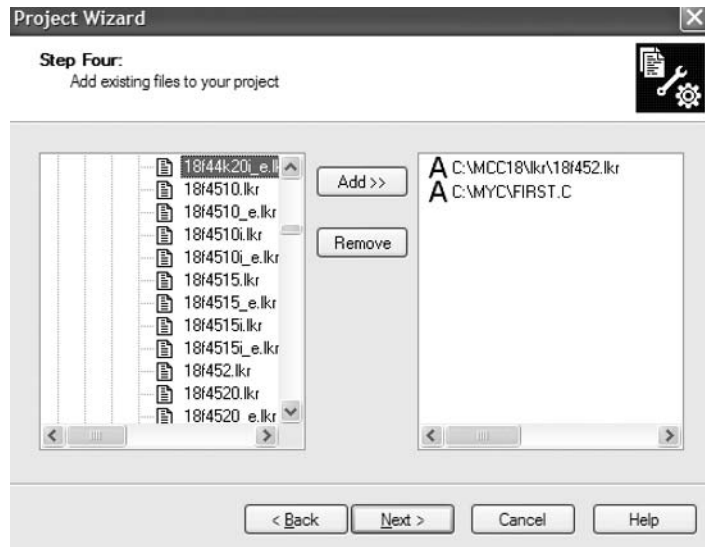 Project Wizard
Step Four:
Add existing files to your project
18f44k20i_e.lk
18f4510.lkr
18f4510_e.lkr
18f4510i.lkr
18f4510i_e.lkr
18f4515.lkr
18f4515_e.lkr
18f4515i.lkr
18f4515i_e.lkr
18f452.lkr
18f4520.lkr
18f4520_e.lkr
Add >>
Remove
A C:\MCC18\lkr\18f452.lkr
A C:\MYC\FIRST.C
< Back
Next >
Cancel
Help